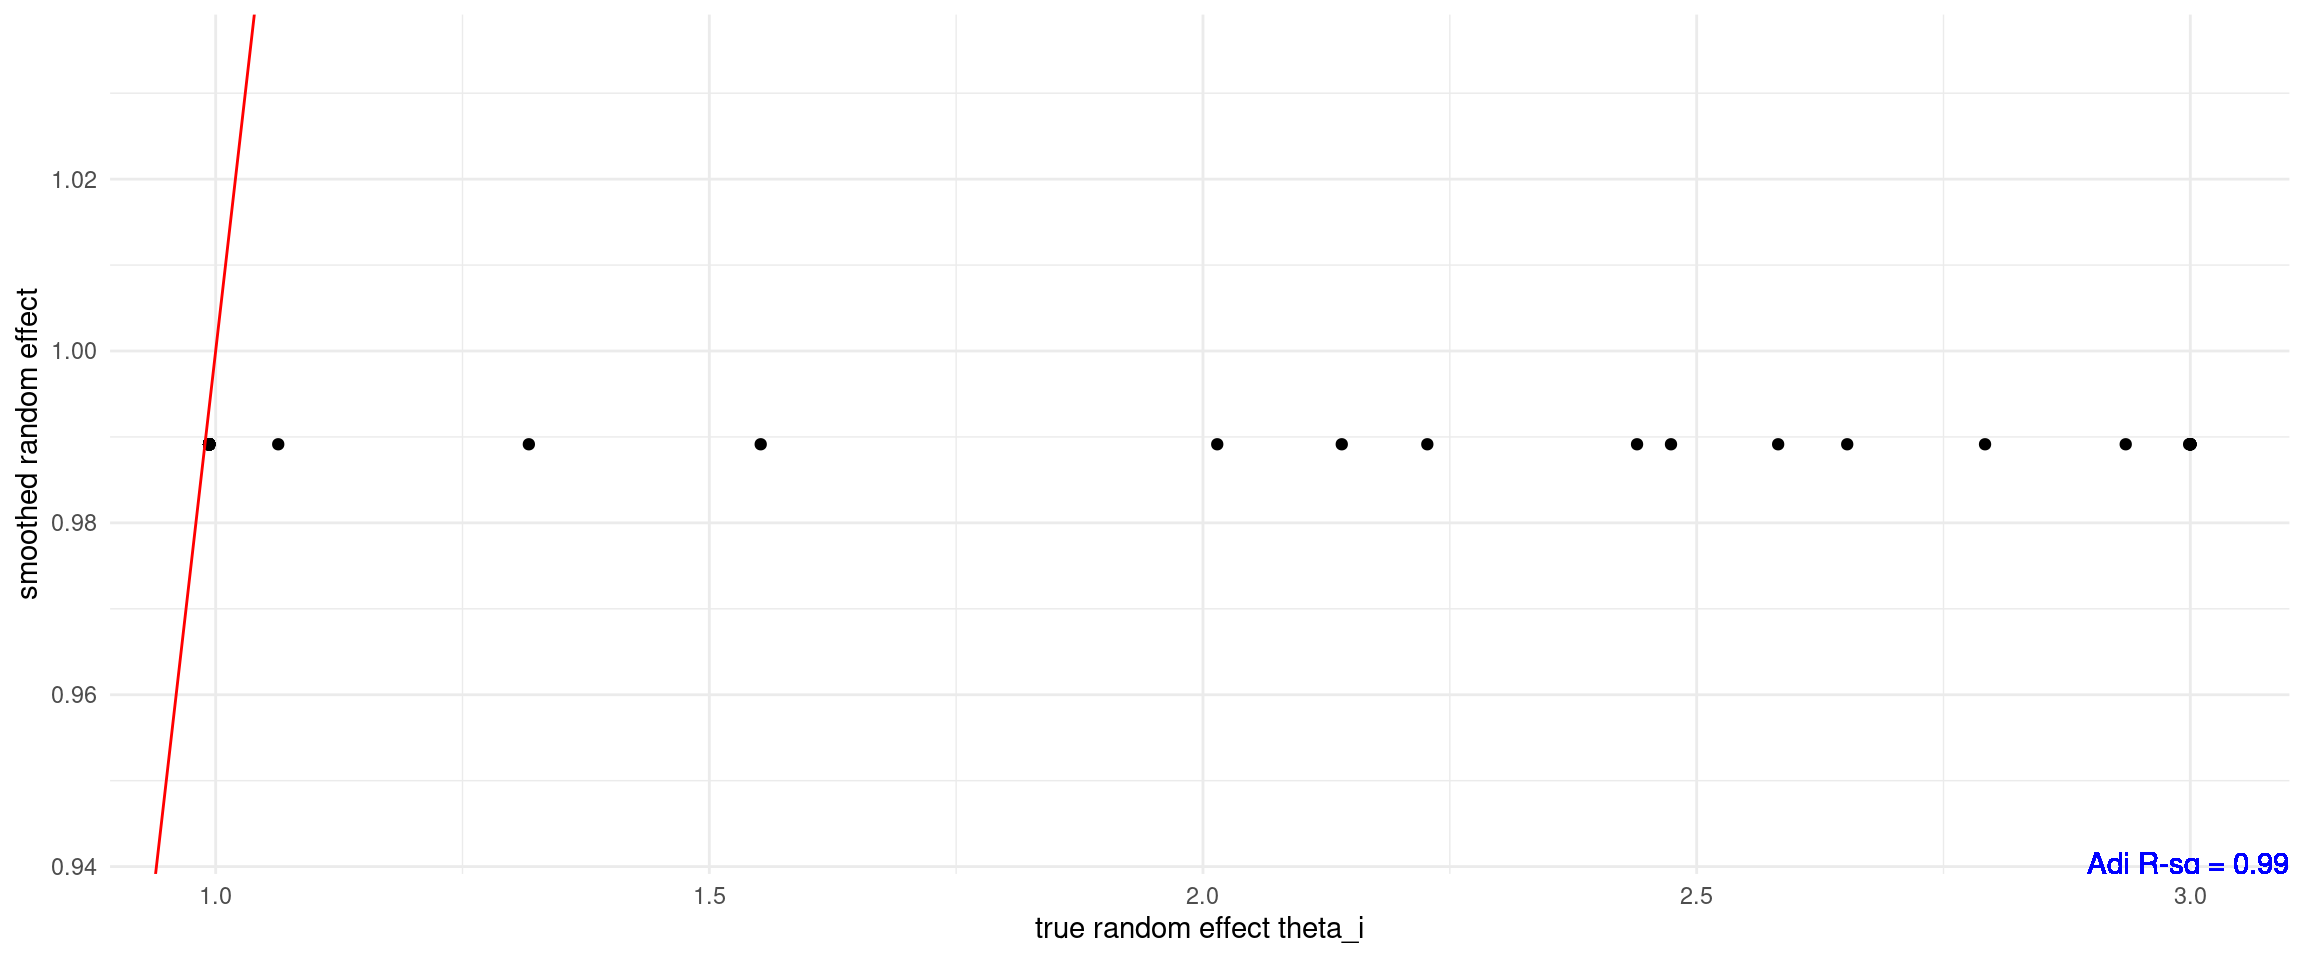 smoothed random effect
1.02
1.00
0.98
0.96
0.94
Adj R-sq = 0.99
1.0 1.5 2.0 2.5 3.0
true random effect theta_i